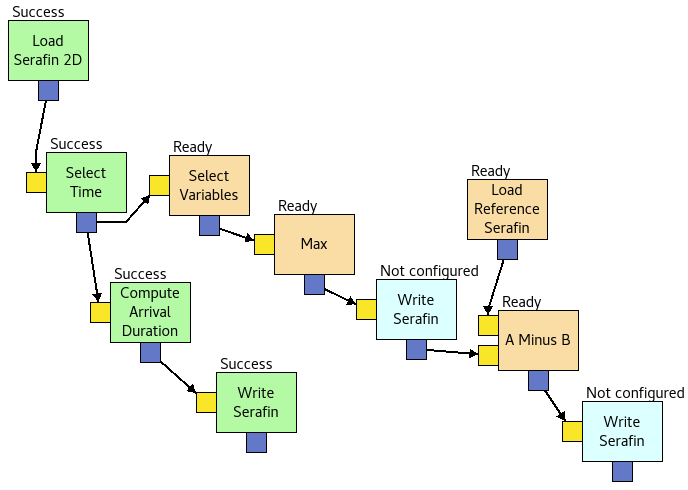 Success
Load
Serafin 2D
Success
Select
Time
Ready
Select
Variables
Ready
Max
Ready
Load
Reference
Serafin
Success
Compute
Arrival
Duration
Not configured
Write
Serafin
Ready
A Minus B
Success
Write
Serafin
Not configured
Write
Serafin